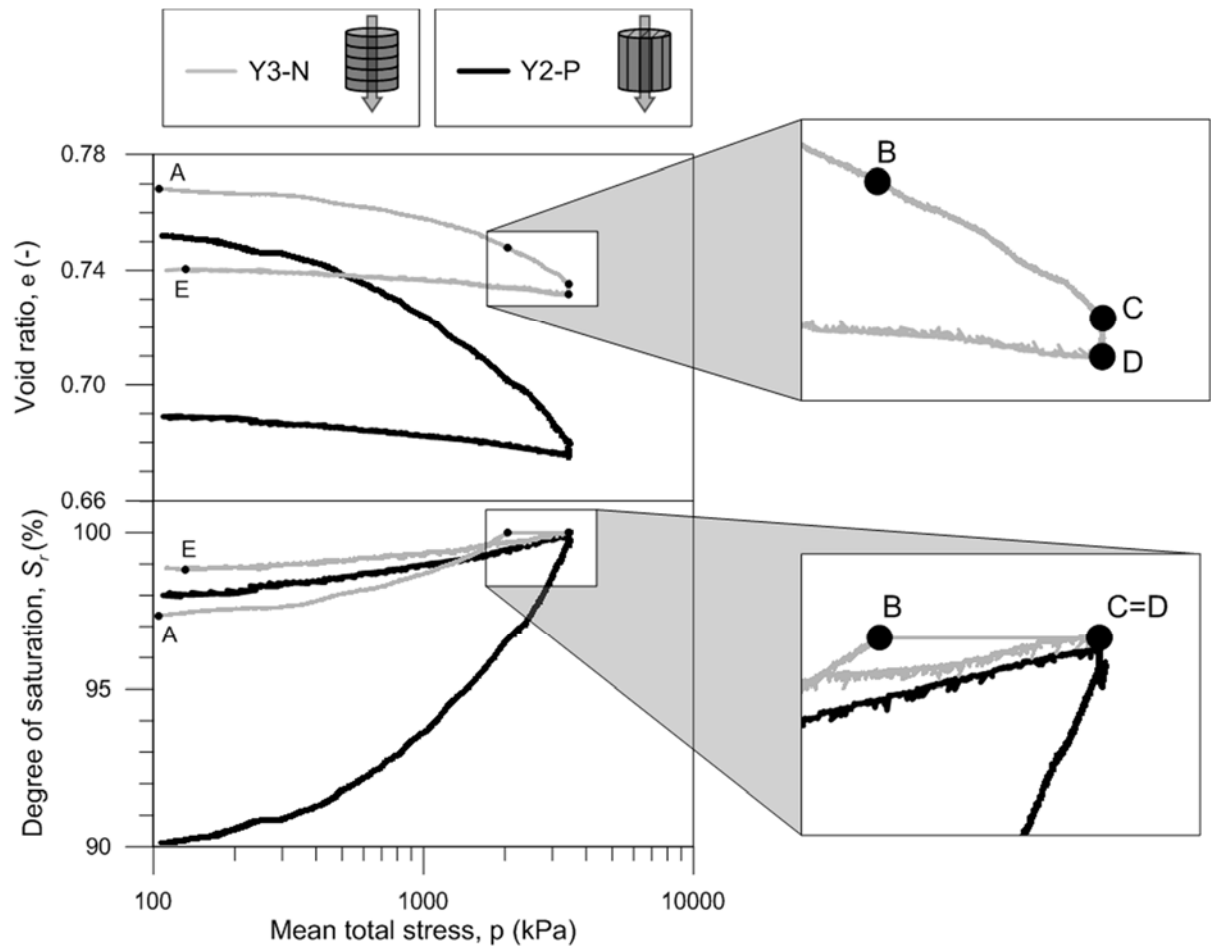 Y3-N
Y2-P
0.78
0.74
0.70
0.66
Void ratio, e (-)
A
E
B
C
D
100
95
90
Degree of saturation, Sr (%)
E
A
B
C=D
100
1000
10000
Mean total stress, p (kPa)